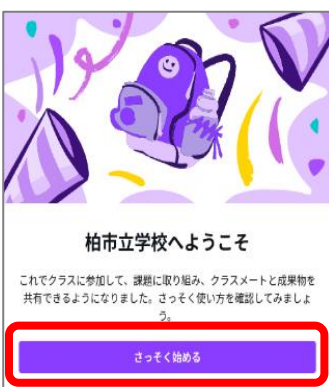 柏市立学校へようこそ
これでクラスに参加して、課題に取り組み、クラスメートと成果物を
共有できるようになりました。さっそく使い方を確認してみましょ
う。
さっそく始める